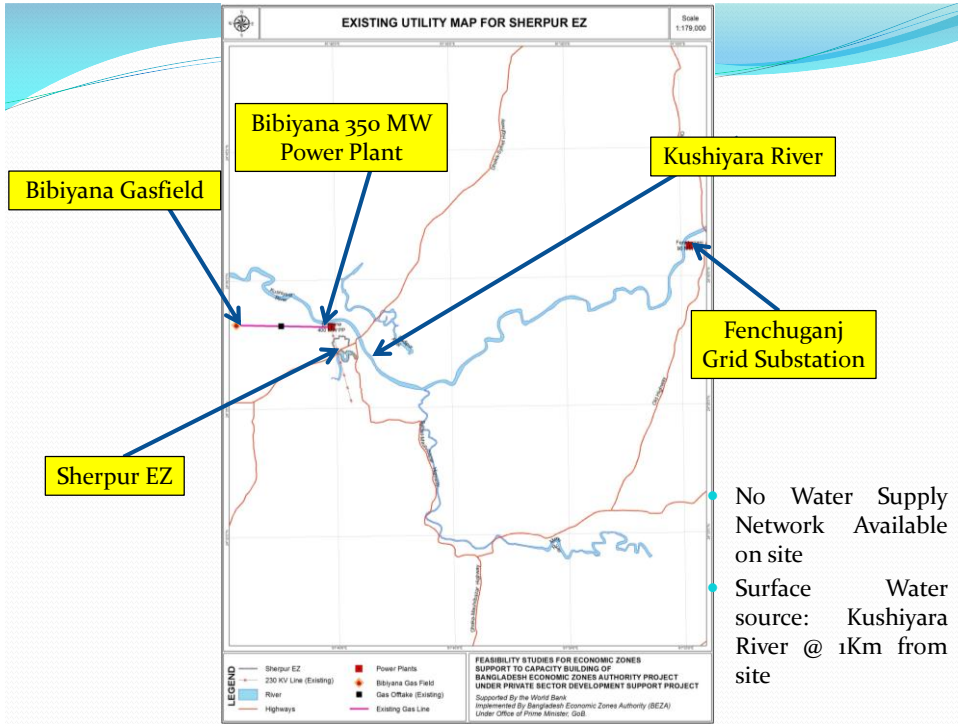 EXISTING UTILITY MAP FOR SHERPUR EZ
Scale
1:179,000
Bibiyana 350 MW
Power Plant
Kushiyara River
Bibiyana Gasfield
Fenchuganj
Grid Substation
Sherpur EZ
Kushiyara
River
Old Highway
No Water Supply
Network Available
on site
Surface Water
source: Kushiyara
River @ 1Km from
site
LEGEND
Sherpur EZ
230 KV Line (Existing)
River
Highways
Power Plants
Bibiyana Gas Field
Gas Offtake (Existing)
Existing Gas Line
FEASIBILITY STUDIES FOR ECONOMIC ZONES
SUPPORT TO CAPACITY BUILDING OF
BANGLADESH ECONOMIC ZONES AUTHORITY PROJECT
UNDER PRIVATE SECTOR DEVELOPMENT SUPPORT PROJECT
Supported By the World Bank
Implemented By Bangladesh Economic Zones Authority (BEZA)
Under Office of Prime Minister, GoB.